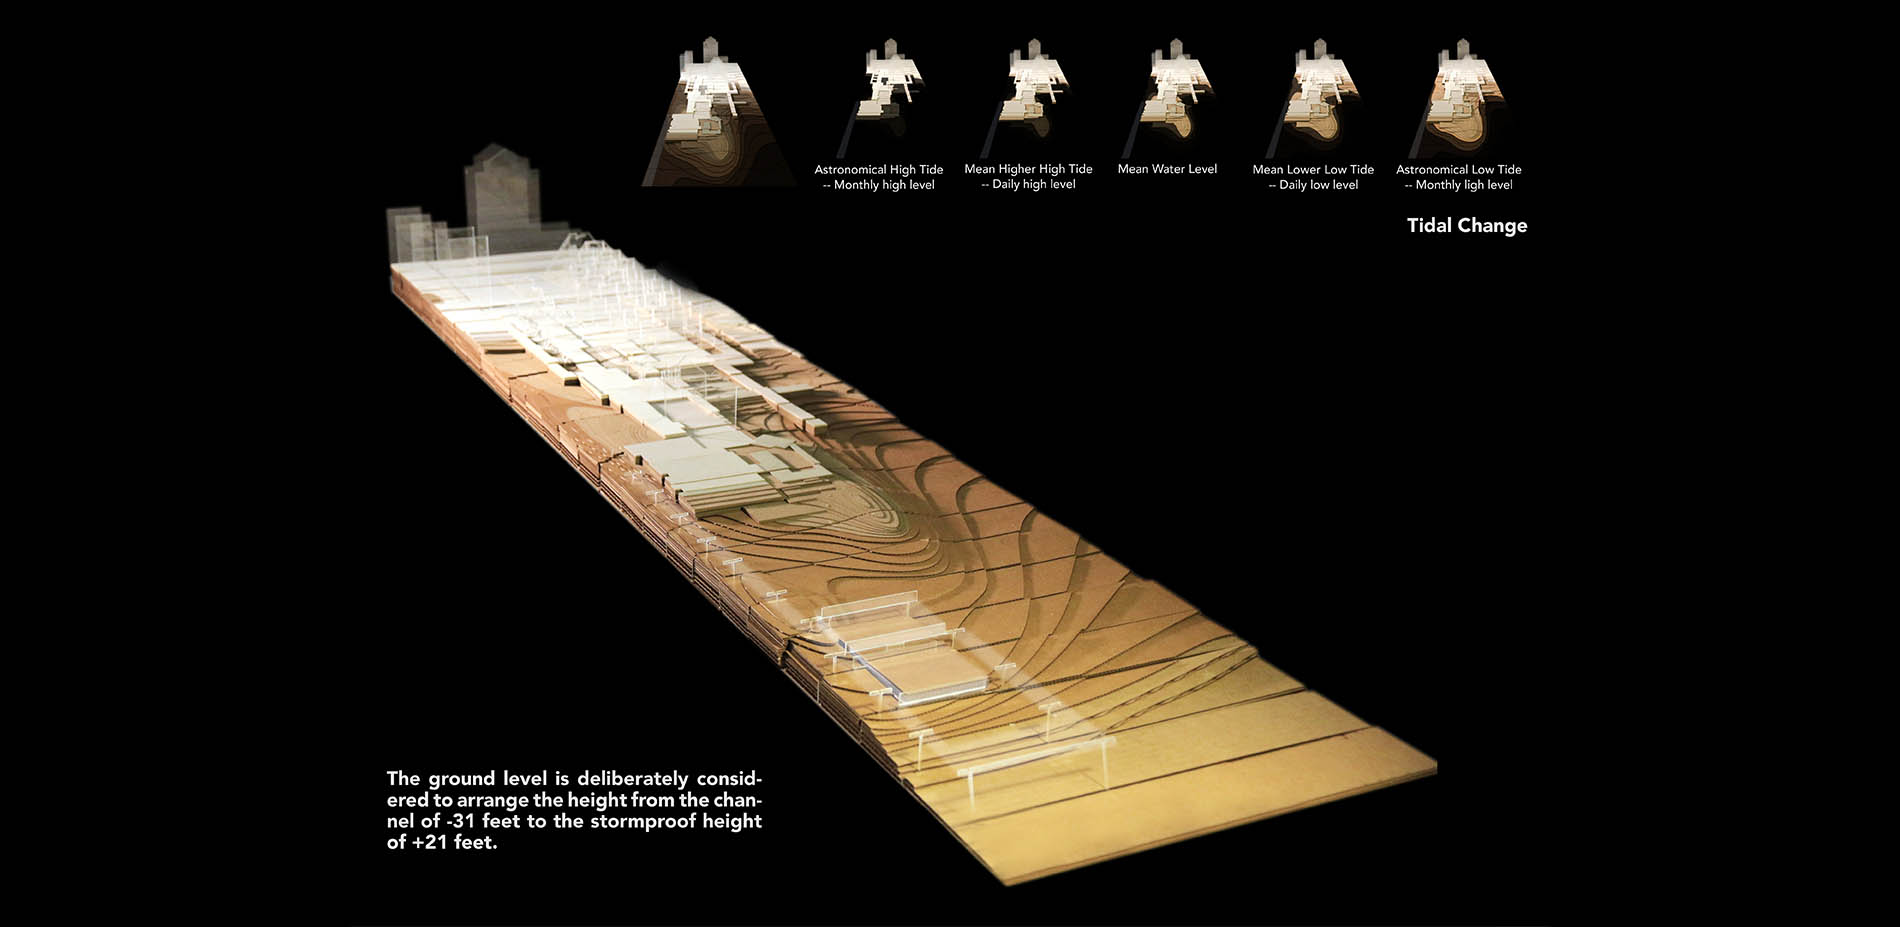 Astronomical High Tide
-- Monthly high level
Mean Higher High Tide
-- Daily high level
Mean Water Level
Mean Lower Low Tide
-- Daily low level
Astronomical Low Tide
-- Monthly ligh level
Tidal Change
The ground level is deliberately consid-
ered to arrange the height from the chan-
nel of -31 feet to the stormproof height
of +21 feet.